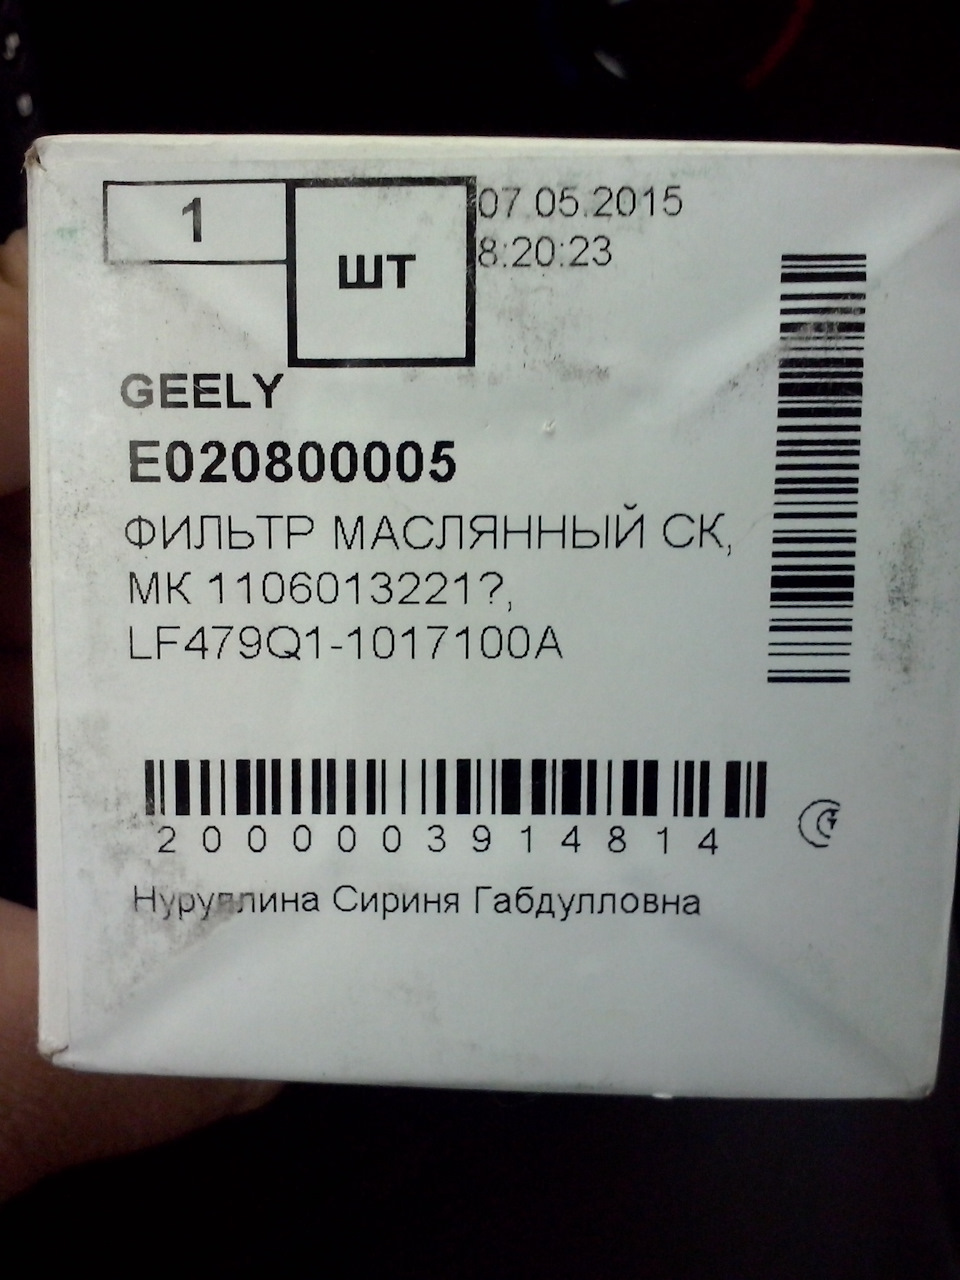 1
ШТ
07.05.2015
8:20:23
GEELY
E020800005
ФИЛЬТР МАСЛЯННЫЙ СК,
МК 1106013221?,
LF479Q1-1017100A
2000003914814
Нуруллина Сириня Габдулловна